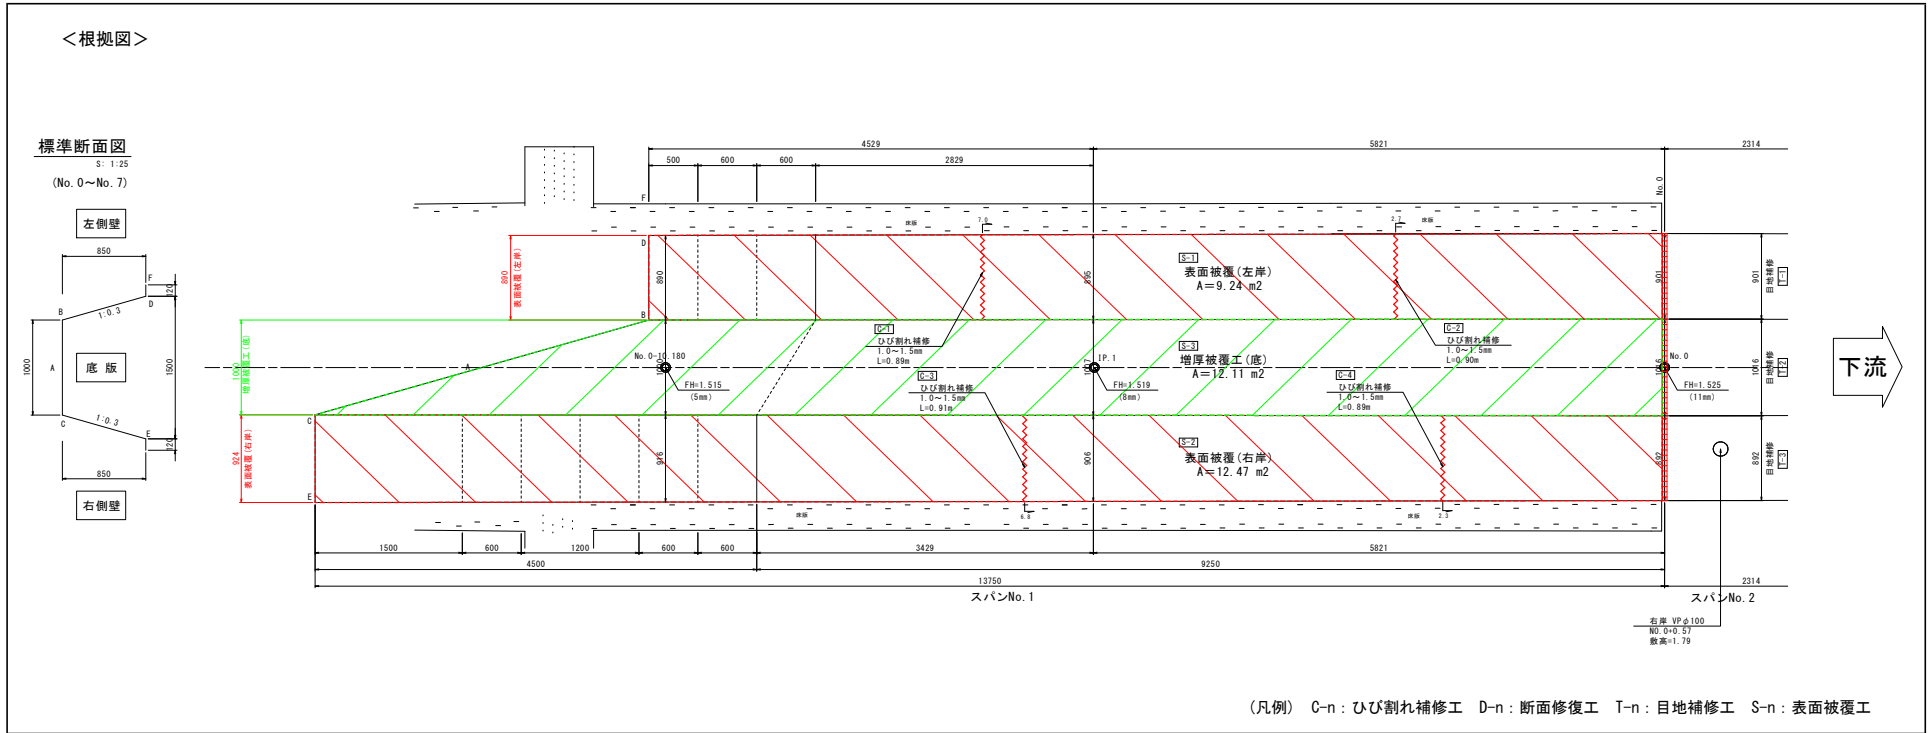 ＜根拠図＞
標準断面図
S: 1:25
(No. 0～No. 7)
左側壁
850
F
120
D
1:0.3
B
1000
A
底 版
1500
C
1:0.3
E
120
850
右側壁
4529
5821
2314
500
600
600
2829
No. 0
F
床版
7.0
2.7
床版
D
890
表面被覆(左岸)
890
895
S-1
表面被覆(左岸)
A＝9.24 m2
901
901
目地補修
T-1
B
C-1
ひび割れ補修
1.0～1.5mm
L=0.89m
C-2
ひび割れ補修
1.0～1.5mm
L=0.90m
1000
増厚被覆工(底)
A
No.0-10.180
1000
FH=1.515
(5mm)
IP.1
1007
FH=1.519
(8mm)
S-3
増厚被覆工(底)
A＝12.11 m2
No.0
1016
FH=1.525
(11mm)
1016
目地補修
T-2
C-3
ひび割れ補修
1.0～1.5mm
L=0.91m
C-4
ひび割れ補修
1.0～1.5mm
L=0.89m
下流
C
924
表面被覆(右岸)
916
906
S-2
表面被覆(右岸)
A＝12.47 m2
892
892
目地補修
T-3
E
床版
6.8
床版
2.3
1500
600
1200
600
600
3429
5821
4500
9250
13750
2314
スパンNo. 1
スパンNo. 2
右岸 VPφ100
NO.0+0.57
敷高=1.79
(凡例) C-n：ひび割れ補修工 D-n：断面修復工 T-n：目地補修工 S-n：表面被覆工